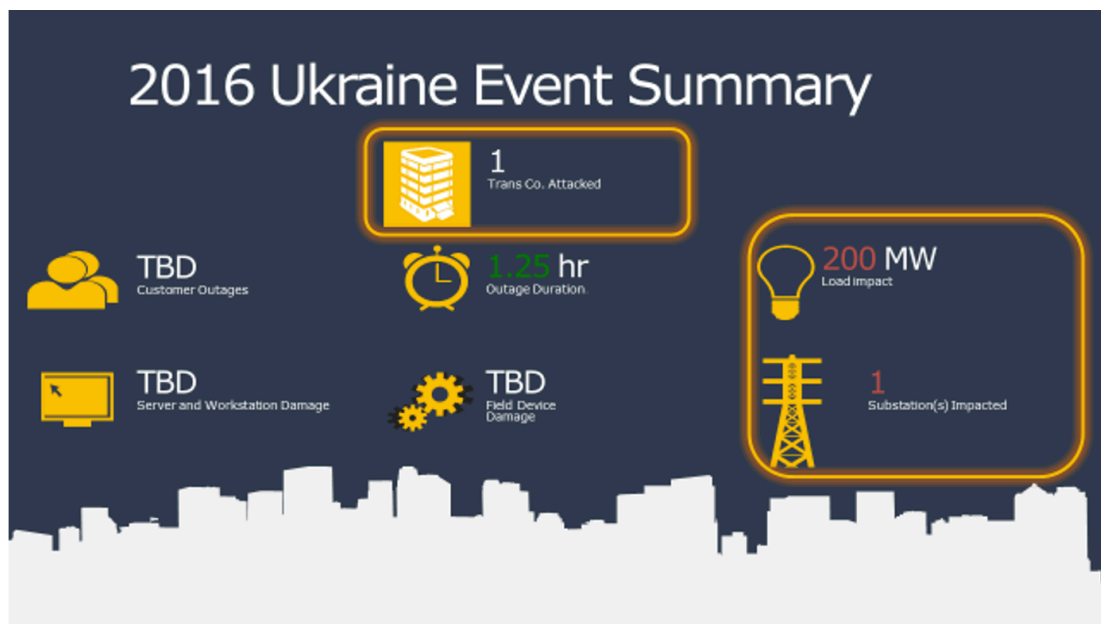 2016 Ukraine Event Summary
1
Trans Co. Attacked
TBD
Customer Outages
1.25 hr
Outage Duration
200 MW
Load impact
TBD
Server and Workstation Damage
TBD
Field Device
Damage
1
Substation(s) Impacted